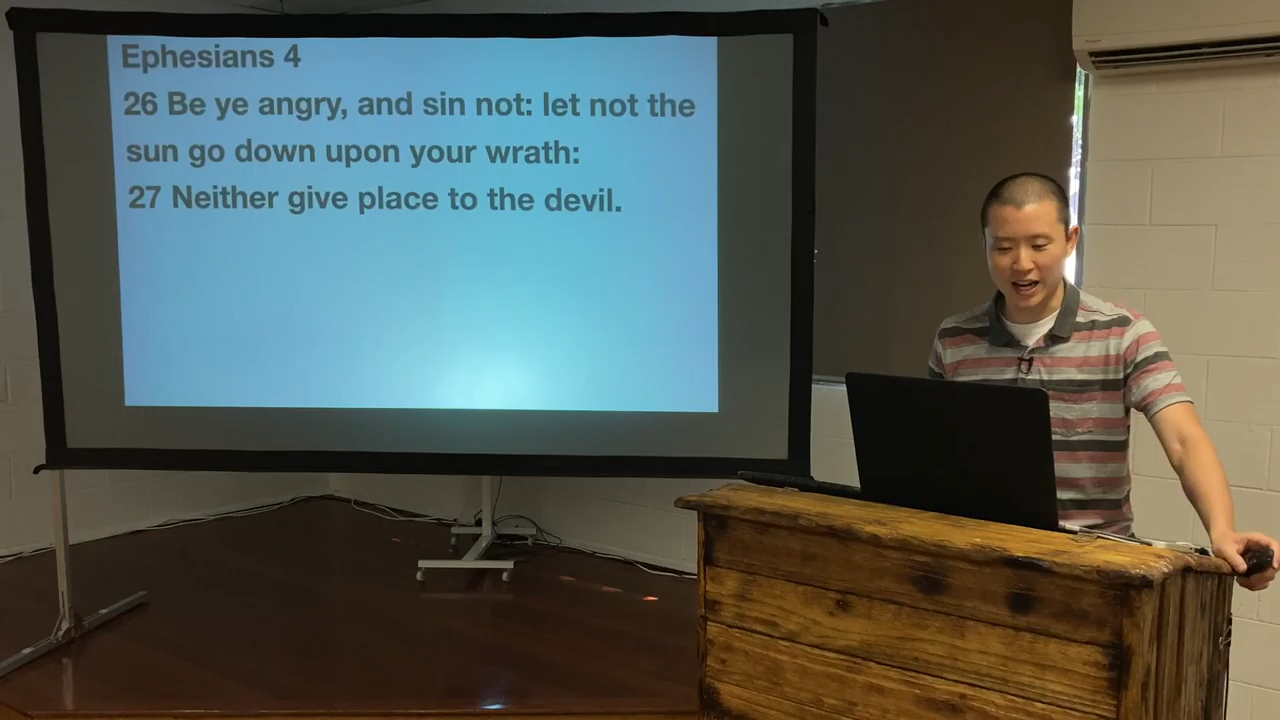 Ephesians 4
26 Be ye angry, and sin not: let not the
sun go down upon your wrath:
27 Neither give place to the devil.